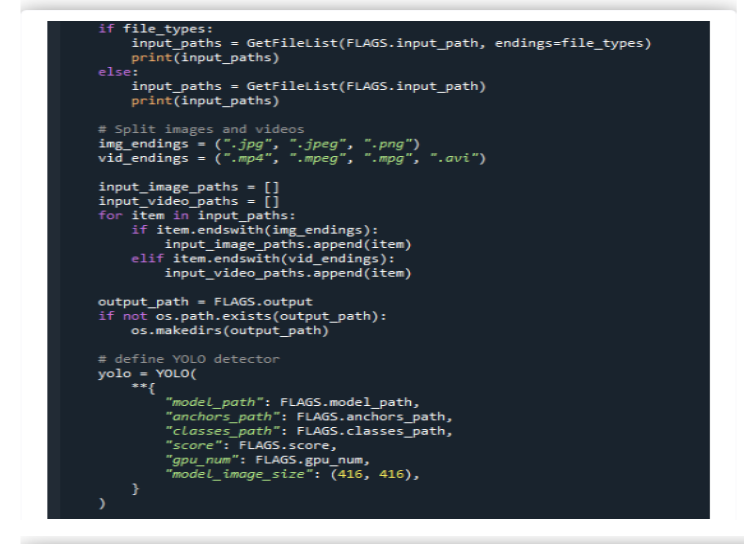 if file_types:
    input_paths = GetFileList(FLAGS.input_path, endings=file_types)
    print(input_paths)
else:
    input_paths = GetFileList(FLAGS.input_path)
    print(input_paths)

# Split images and videos
img_endings = (".jpg", ".jpeg", ".png")
vid_endings = (".mp4", ".mpeg", ".mpg", ".avi")

input_image_paths = []
input_video_paths = []
for item in input_paths:
    if item.endswith(img_endings):
        input_image_paths.append(item)
    elif item.endswith(vid_endings):
        input_video_paths.append(item)

output_path = FLAGS.output
if not os.path.exists(output_path):
    os.makedirs(output_path)

# define YOLO detector
yolo = YOLO(
    **{
        "model_path": FLAGS.model_path,
        "anchors_path": FLAGS.anchors_path,
        "classes_path": FLAGS.classes_path,
        "score": FLAGS.score,
        "gpu_num": FLAGS.gpu_num,
        "model_image_size": (416, 416),
    }
)